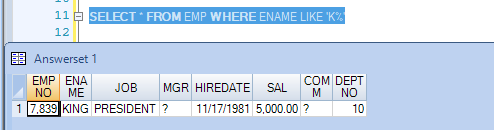 11 SELECT * FROM EMP WHERE ENAME LIKE 'K%'
12
Answerset 1
EMP NO ENA ME JOB MGR HIREDATE SAL COM M DEPT NO
1 7,839 KING PRESIDENT ? 11/17/1981 5,000.00 ? 10